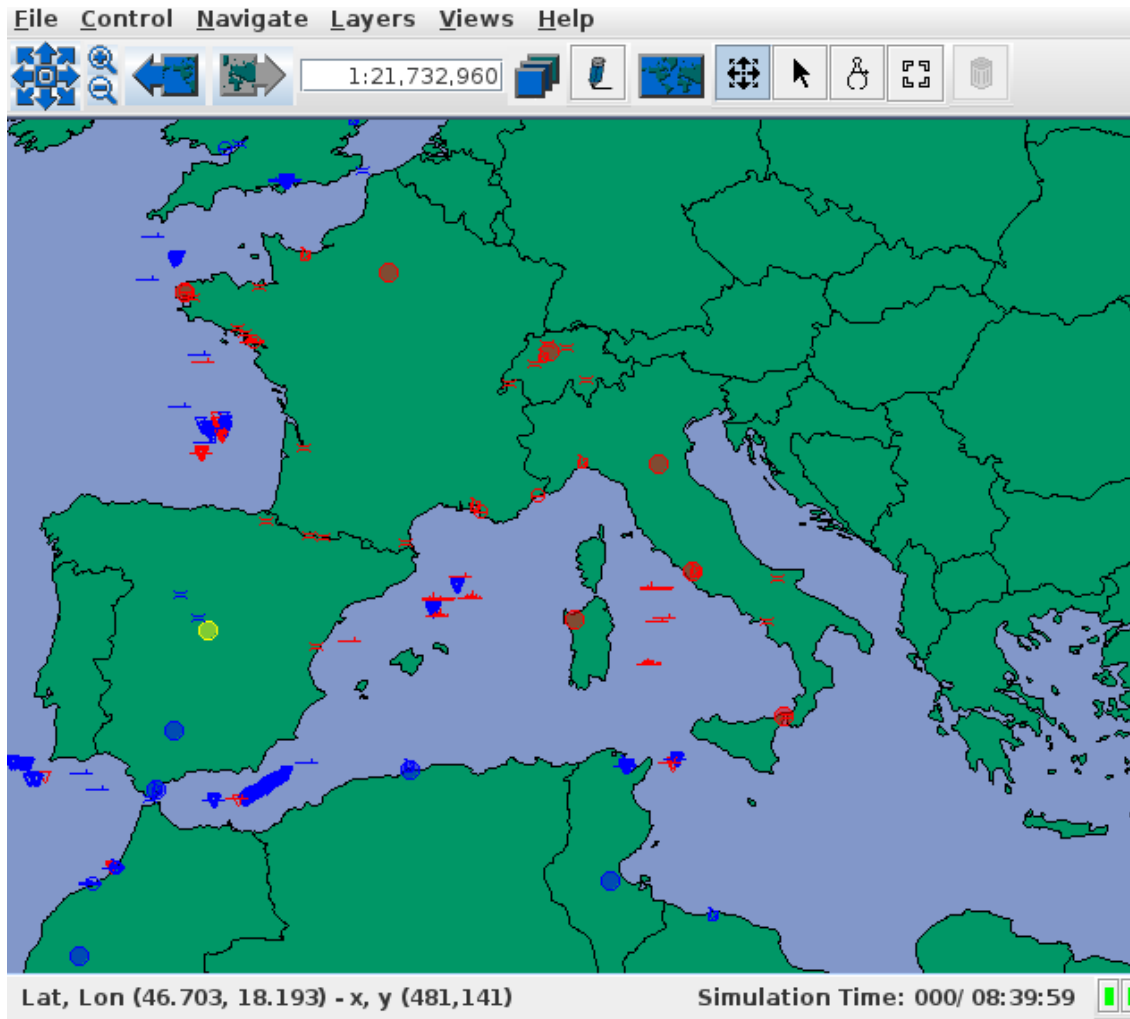 File Control Navigate Layers Views Help
1:21,732,960
Lat, Lon (46.703, 18.193) - x, y (481,141) Simulation Time: 000/ 08:39:59